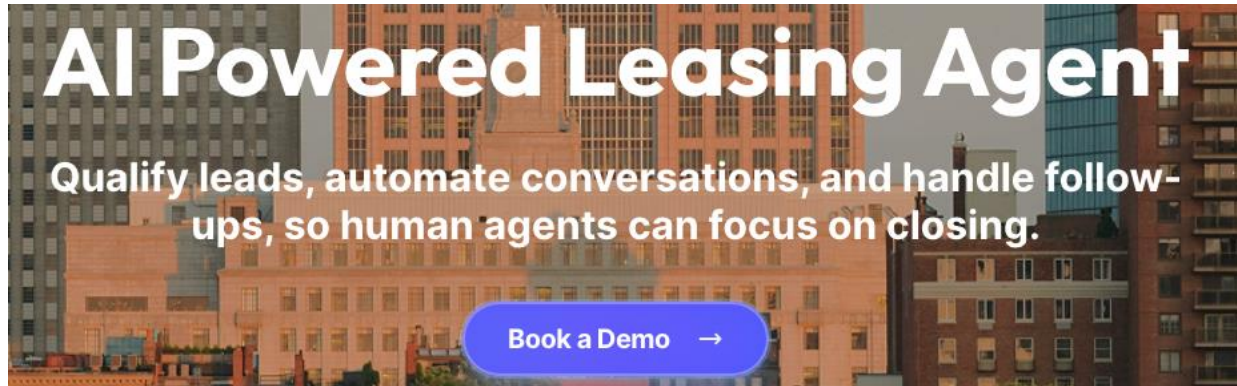 AI Powered Leasing Agent
Qualify leads, automate conversations, and handle follow-
ups, so human agents can focus on closing.
Book a Demo →